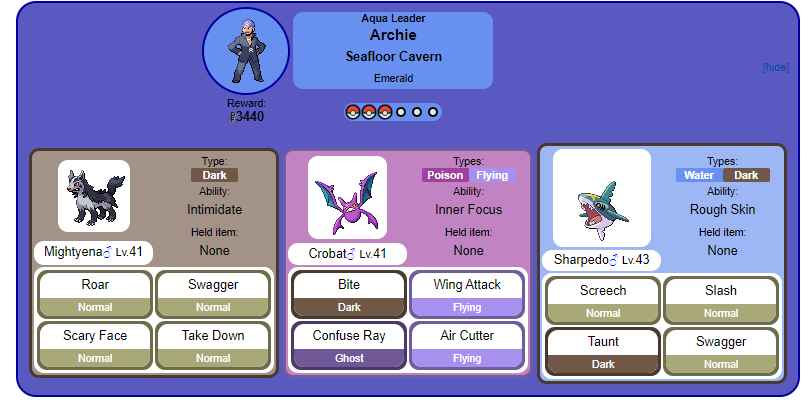 Aqua Leader
Archie
Seafloor Cavern
Emerald
[hide]
Reward:
₽3440
Type:
Dark
Ability:
Intimidate
Held item:
None
Mightyena♂ Lv.41
Roar
Normal
Swagger
Normal
Scary Face
Normal
Take Down
Normal
Types:
Poison Flying
Ability:
Inner Focus
Held item:
None
Crobat♂ Lv.41
Bite
Dark
Wing Attack
Flying
Confuse Ray
Ghost
Air Cutter
Flying
Types:
Water Dark
Ability:
Rough Skin
Held item:
None
Sharpedo♂ Lv.43
Screech
Normal
Slash
Normal
Taunt
Dark
Swagger
Normal